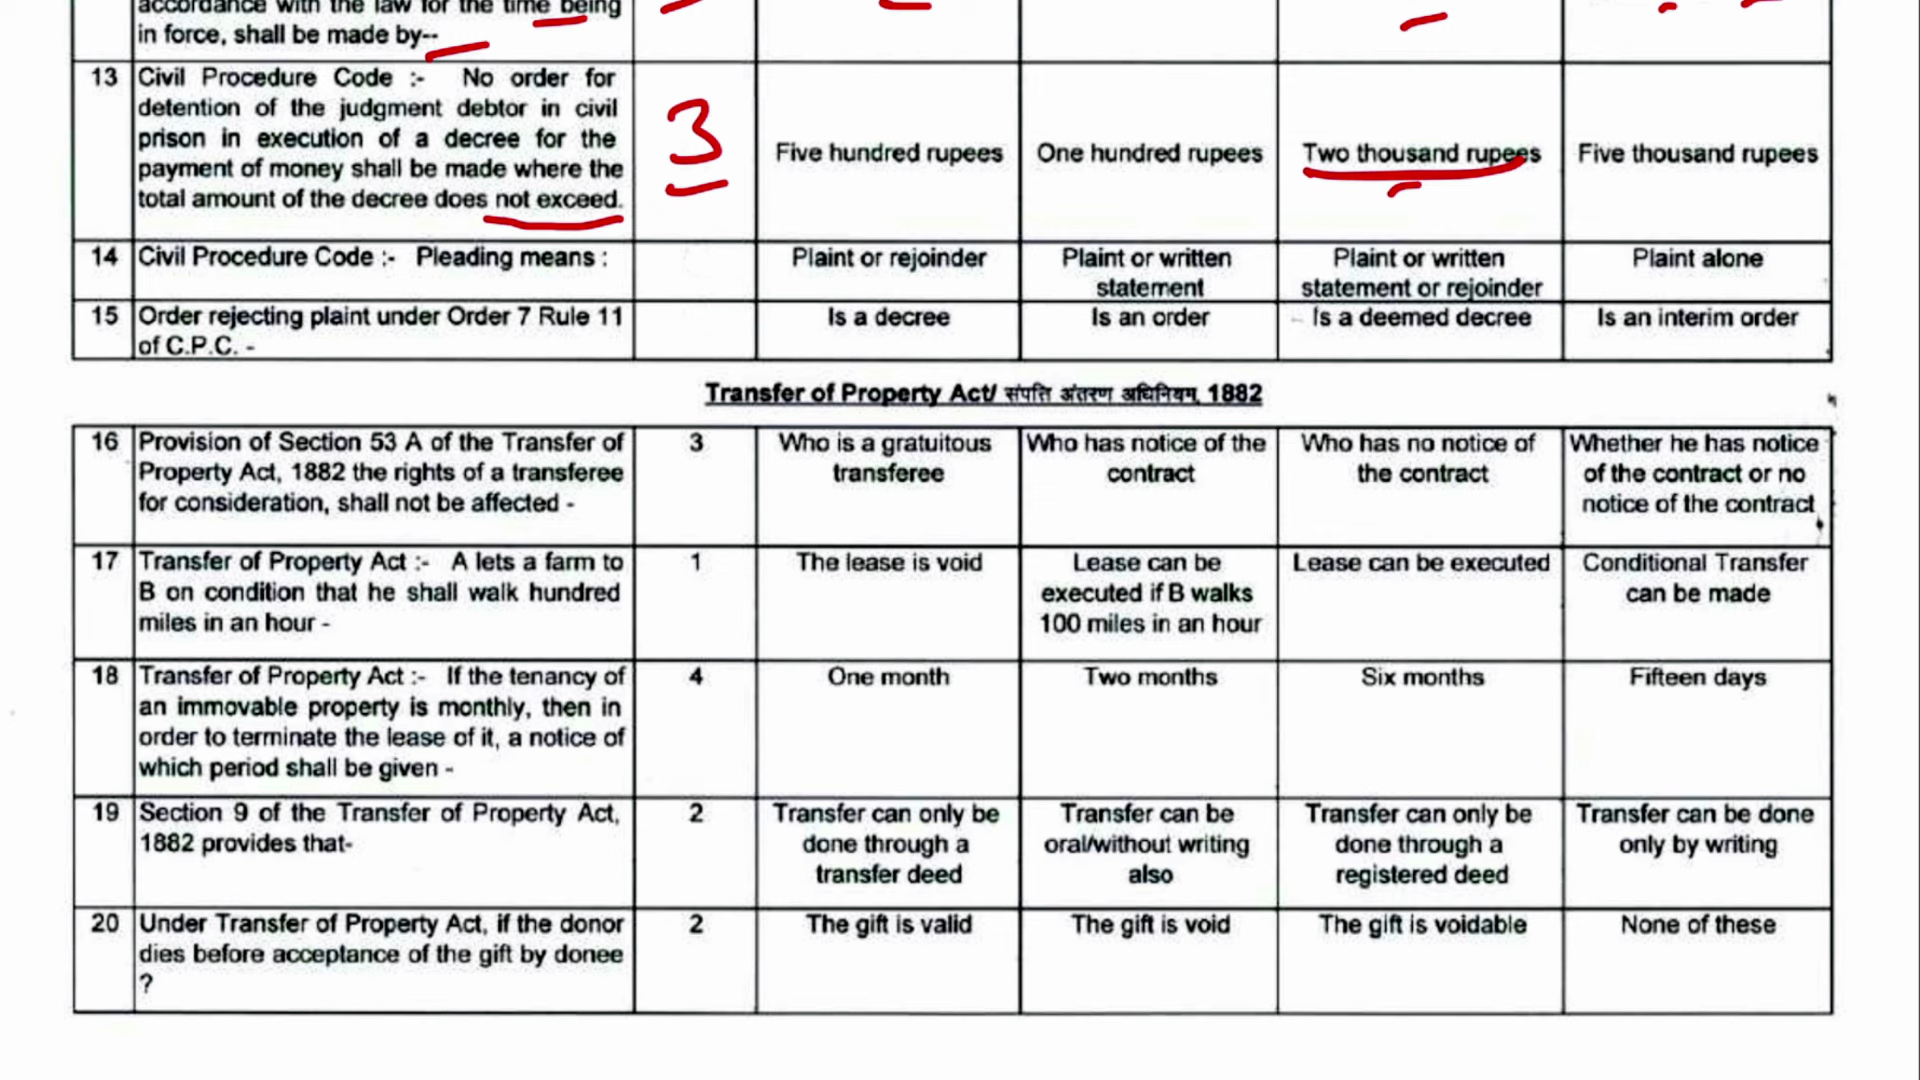 accordance with the law for the time being
in force, shall be made by--
13 Civil Procedure Code :- No order for
detention of the judgment debtor in civil
prison in execution of a decree for the
payment of money shall be made where the
total amount of the decree does not exceed.
3
Five hundred rupees
One hundred rupees
Two thousand rupees
Five thousand rupees
14 Civil Procedure Code :- Pleading means :
Plaint or rejoinder
Plaint or written
statement
Plaint or written
statement or rejoinder
Plaint alone
15 Order rejecting plaint under Order 7 Rule 11
of C.P.C. -
Is a decree
Is an order
Is a deemed decree
Is an interim order
Transfer of Property Act/ संपत्ति अंतरण अधिनियम, 1882
16 Provision of Section 53 A of the Transfer of
Property Act, 1882 the rights of a transferee
for consideration, shall not be affected -
3
Who is a gratuitous
transferee
Who has notice of the
contract
Who has no notice of
the contract
Whether he has notice
of the contract or no
notice of the contract
17 Transfer of Property Act :- A lets a farm to
B on condition that he shall walk hundred
miles in an hour -
1
The lease is void
Lease can be
executed if B walks
100 miles in an hour
Lease can be executed
Conditional Transfer
can be made
18 Transfer of Property Act :- If the tenancy of
an immovable property is monthly, then in
order to terminate the lease of it, a notice of
which period shall be given -
4
One month
Two months
Six months
Fifteen days
19 Section 9 of the Transfer of Property Act,
1882 provides that-
2
Transfer can only be
done through a
transfer deed
Transfer can be
oral/without writing
also
Transfer can only be
done through a
registered deed
Transfer can be done
only by writing
20 Under Transfer of Property Act, if the donor
dies before acceptance of the gift by donee
?
2
The gift is valid
The gift is void
The gift is voidable
None of these